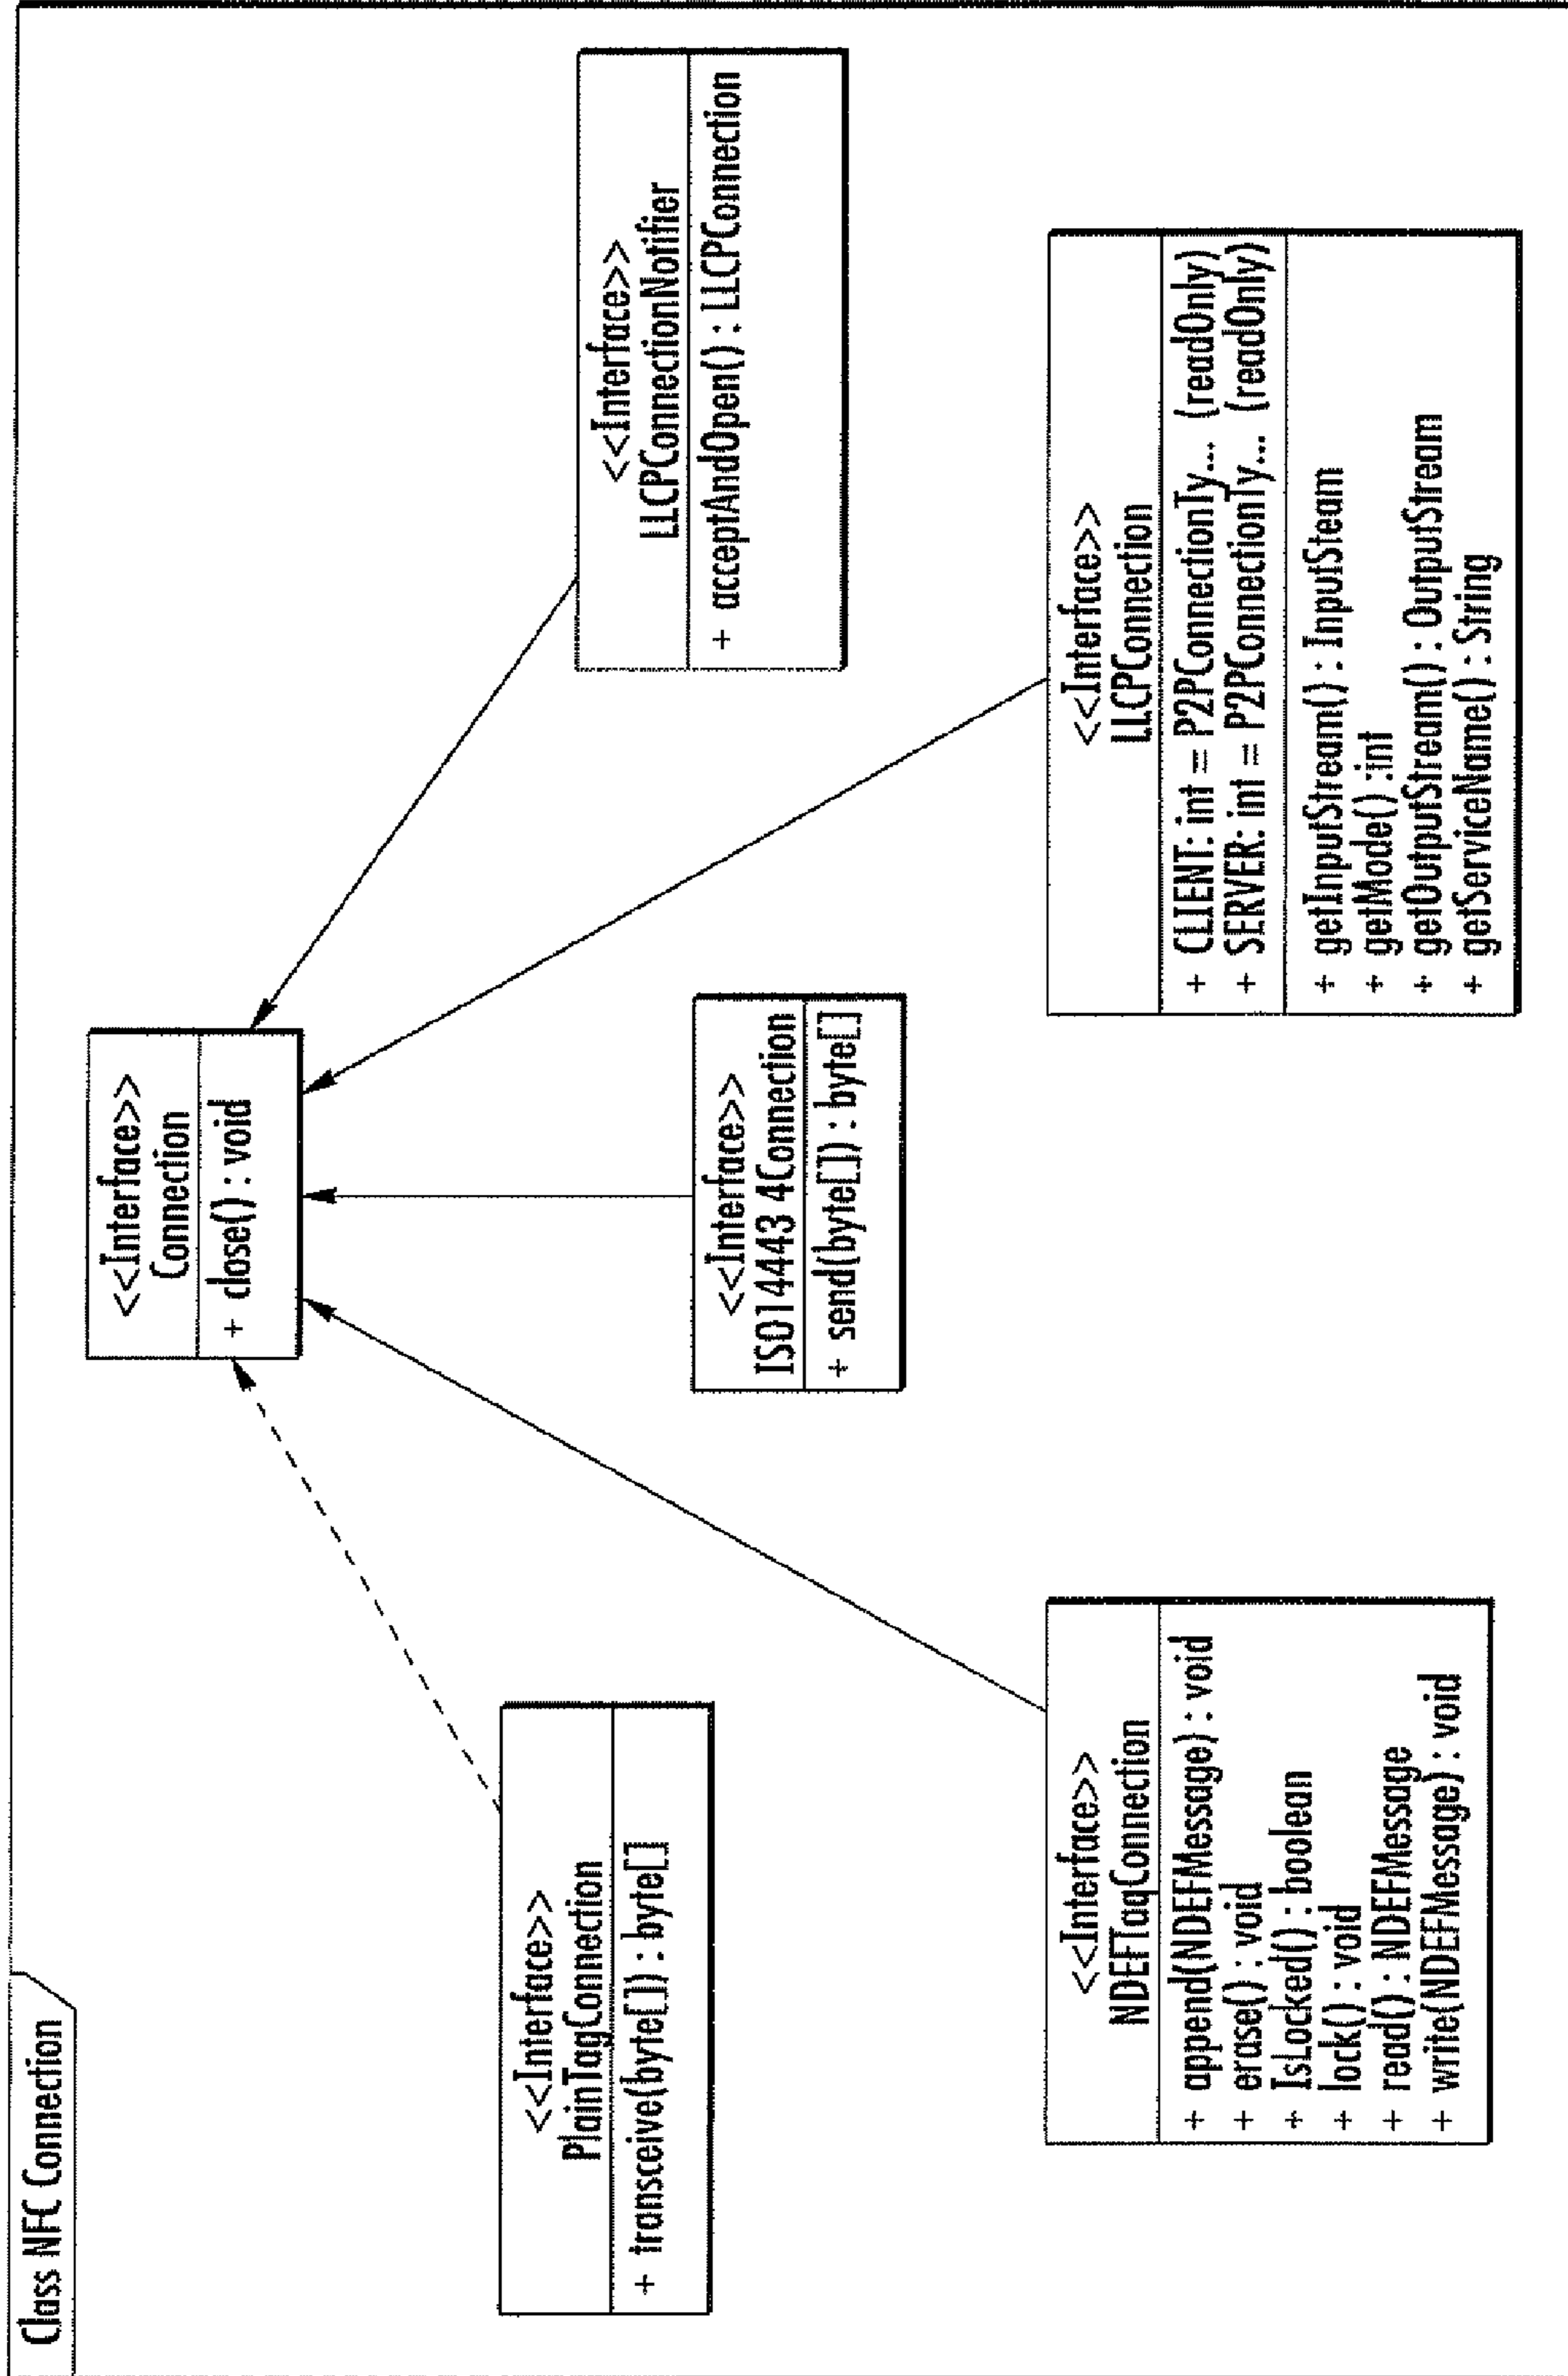 Class NFC Connection
<<Interface>>
Connection
+ close() : void
<<Interface>>
PlainTagConnection
+ transceive(byte[]) : byte[]
<<Interface>>
ISO14443 4Connection
+ send(byte[]) : byte[]
<<Interface>>
LLCPConnectionNotifier
+ acceptAndOpen() : LLCPConnection
<<Interface>>
NDEFTagConnection
+ append(NDEFMessage) : void
+ erase() : void
+ IsLocked() : boolean
+ lock() : void
+ read() : NDEFMessage
+ write(NDEFMessage) : void
<<Interface>>
LLCPConnection
+ CLIENT: int = P2PConnectionTy... (readOnly)
+ SERVER: int = P2PConnectionTy... (readOnly)
+ getInputStream() : InputSteam
+ getMode() :int
+ getOutputStream() : OutputStream
+ getServiceName() : String